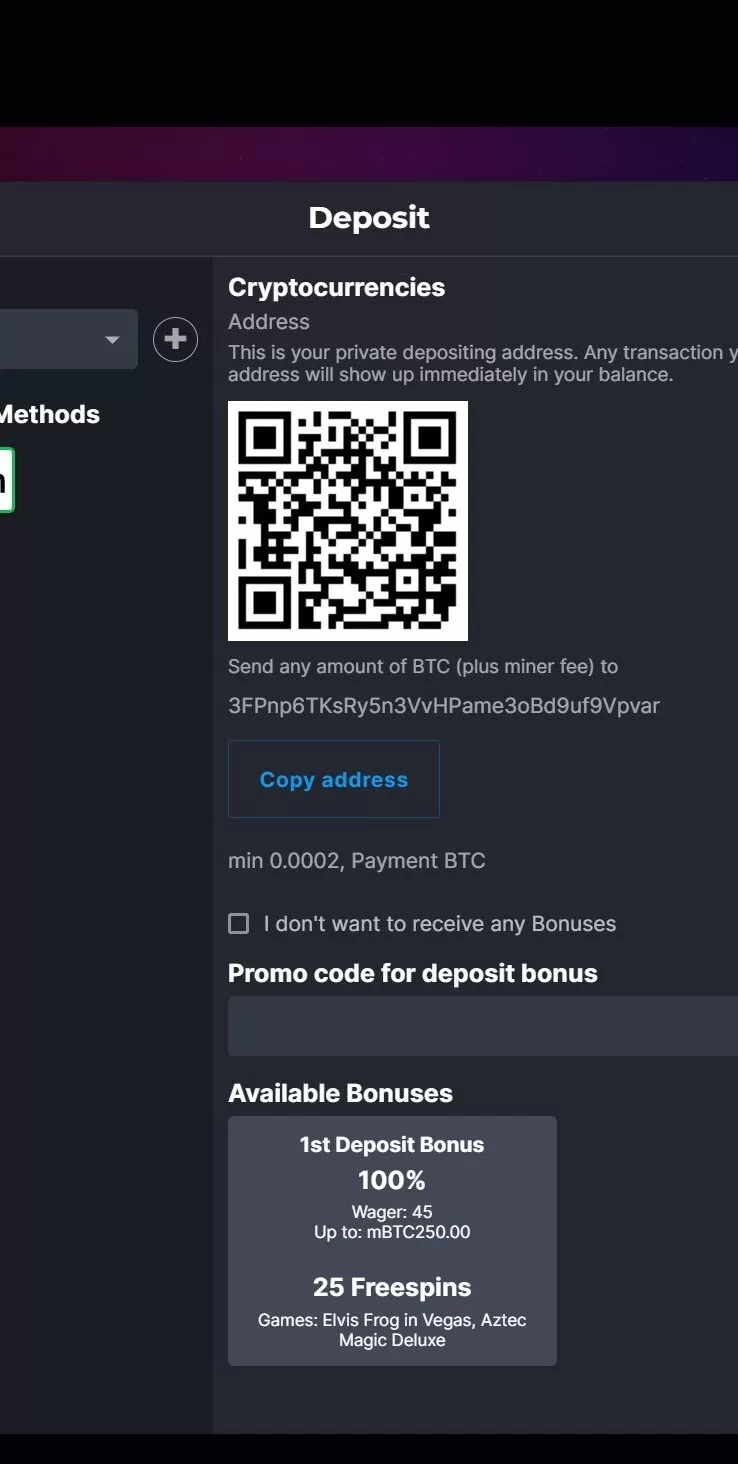 Deposit
Methods
Cryptocurrencies
Address
This is your private depositing address. Any transaction
address will show up immediately in your balance.
Send any amount of BTC (plus miner fee) to
3FPnp6TKsRy5n3VvHPame3oBd9uf9Vpvar
Copy address
min 0.0002, Payment BTC
I don't want to receive any Bonuses
Promo code for deposit bonus
Available Bonuses
1st Deposit Bonus
100%
Wager: 45
Up to: mBTC250.00
25 Freespins
Games: Elvis Frog in Vegas, Aztec
Magic Deluxe